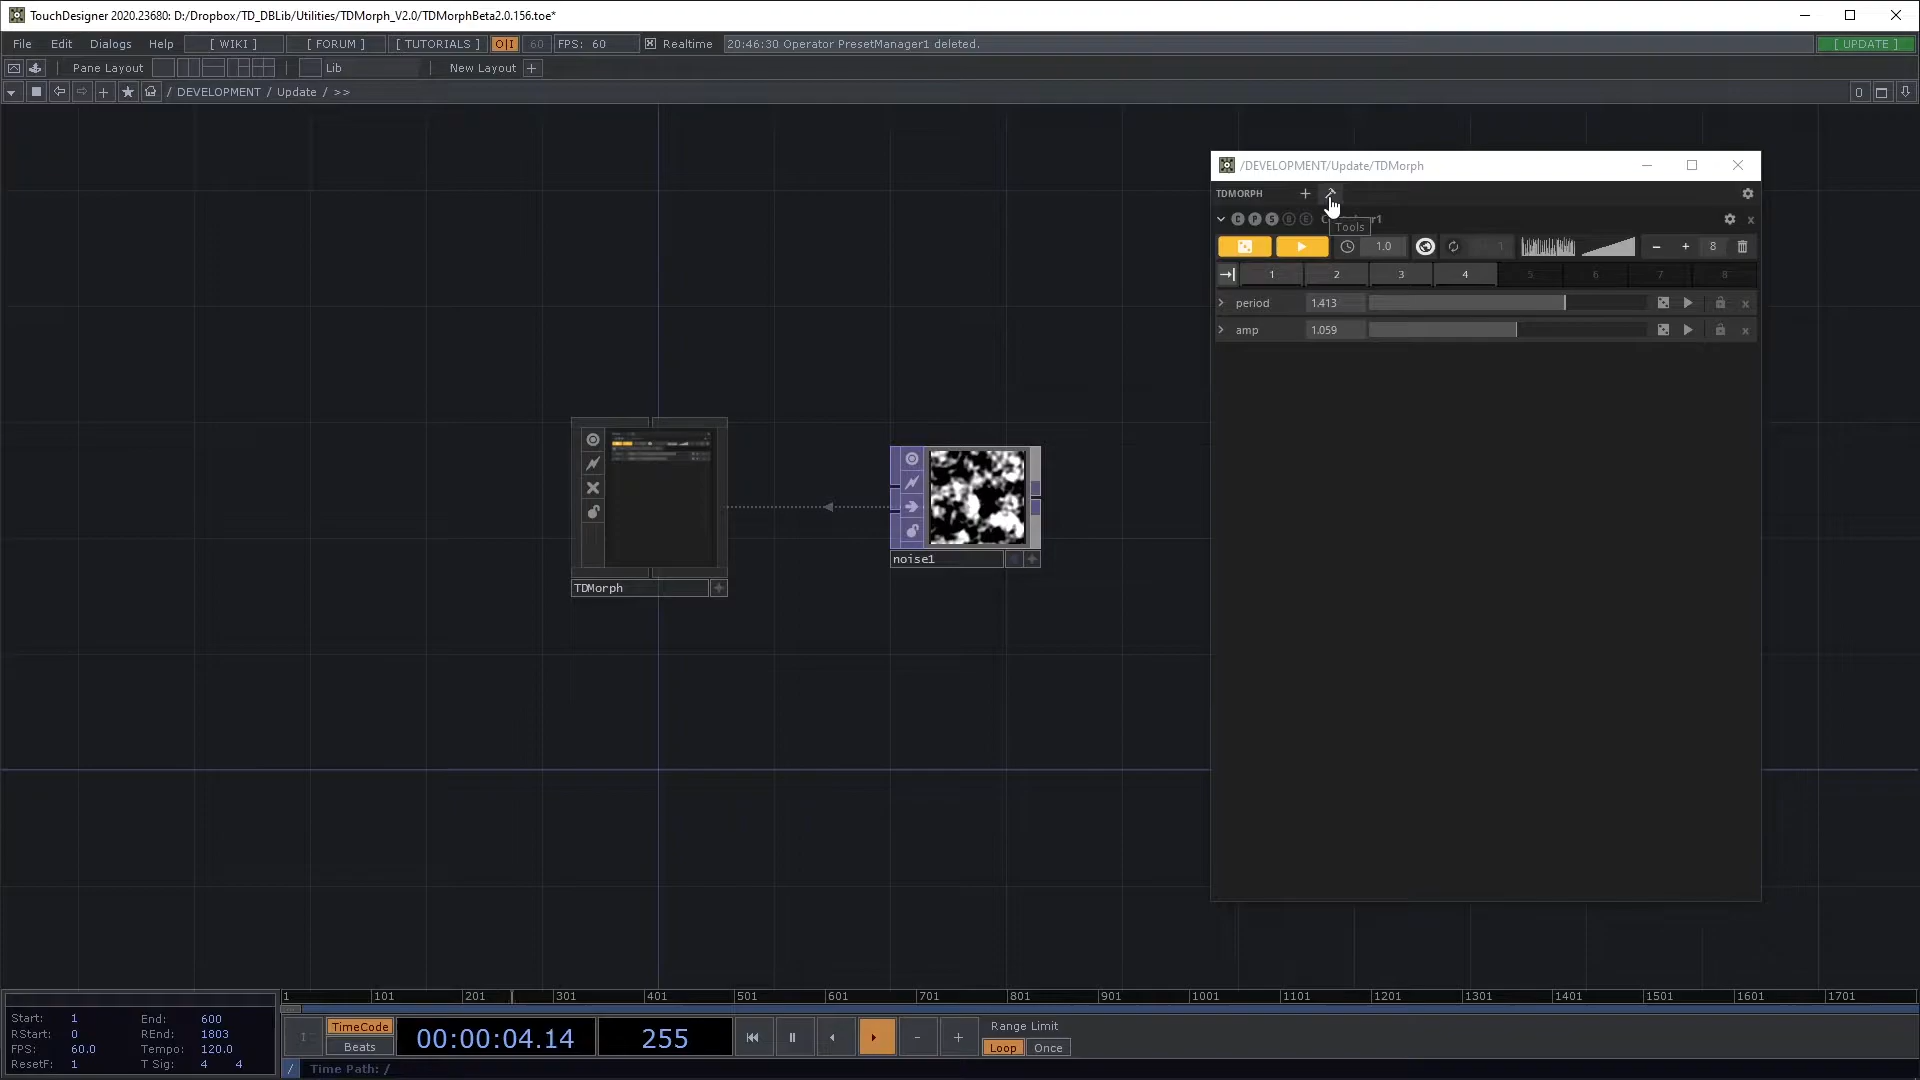 TouchDesigner 2020.23680: D:/Dropbox/TD_DBLib/Utilities/TDMorph_V2.0/TDMorphBeta2.0.156.toe*
File Edit Dialogs Help [ WIKI ] [ FORUM ] [ TUTORIALS ] O|I 60 FPS: 60 Realtime 20:46:30 Operator PresetManager1 deleted. [ UPDATE ]
Pane Layout Lib New Layout +
/ DEVELOPMENT / Update / >> 0
/DEVELOPMENT/Update/TDMorph
TDMORPH +
C P S B E r1 x
Tools
1.0 1 - + 8
1 2 3 4 5 6 7 8
period 1.413 x
amp 1.059 x
noise1
TDMorph
1 101 201 301 401 501 601 701 801 901 1001 1101 1201 1301 1401 1501 1601 1701
Start: 1 End: 600
RStart: 0 REnd: 1803
FPS: 60.0 Tempo: 120.0
ResetF: 1 T Sig: 4 4
TimeCode
Beats
00:00:04.14 255 - +
Range Limit
Loop Once
/ Time Path: /